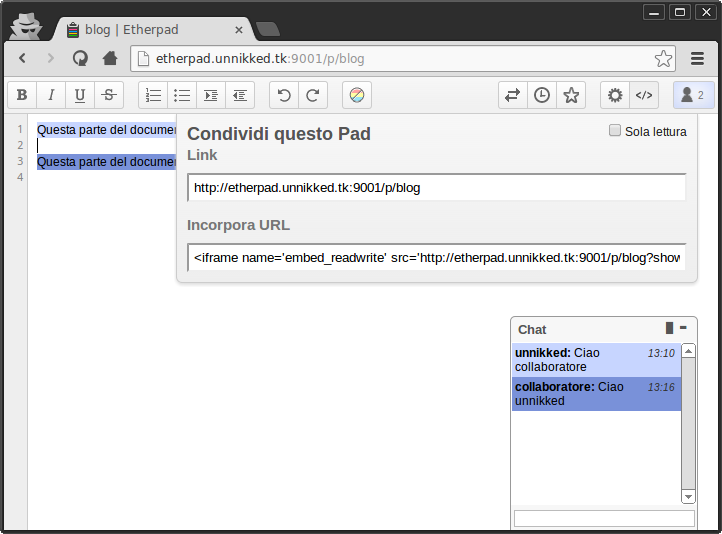 blog | Etherpad
etherpad.unnikked.tk:9001/p/blog
B I U S
2
1 Questa parte del
2
3 Questa parte del
4
Condividi questo Pad
Sola lettura
Link
http://etherpad.unnikked.tk:9001/p/blog
Incorpora URL
<iframe name='embed_readwrite' src='http://etherpad.unnikked.tk:9001/p/blog?show
Chat
unnikked: Ciao 13:10
collaboratore
collaboratore: Ciao 13:16
unnikked